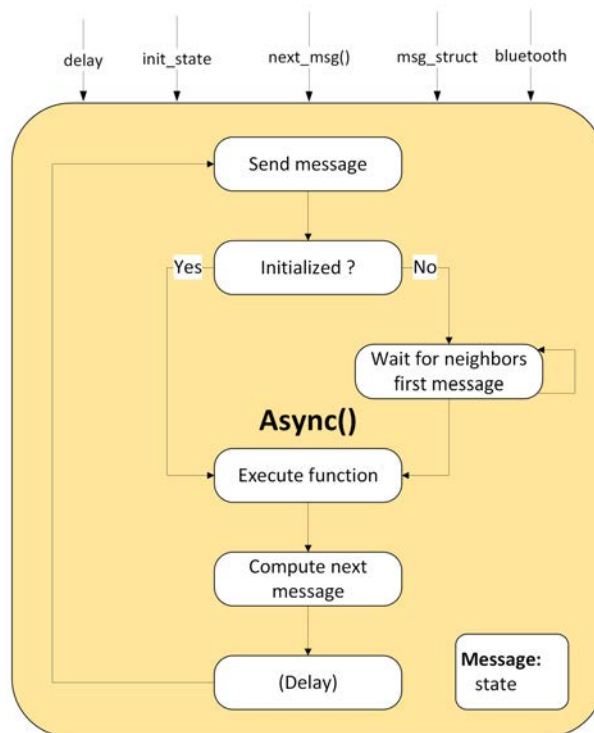 delay
init_state
next_msg()
msg_struct
bluetooth
Send message
Yes
Initialized ?
No
Wait for neighbors
first message
Async()
Execute function
Compute next
message
(Delay)
Message:
state